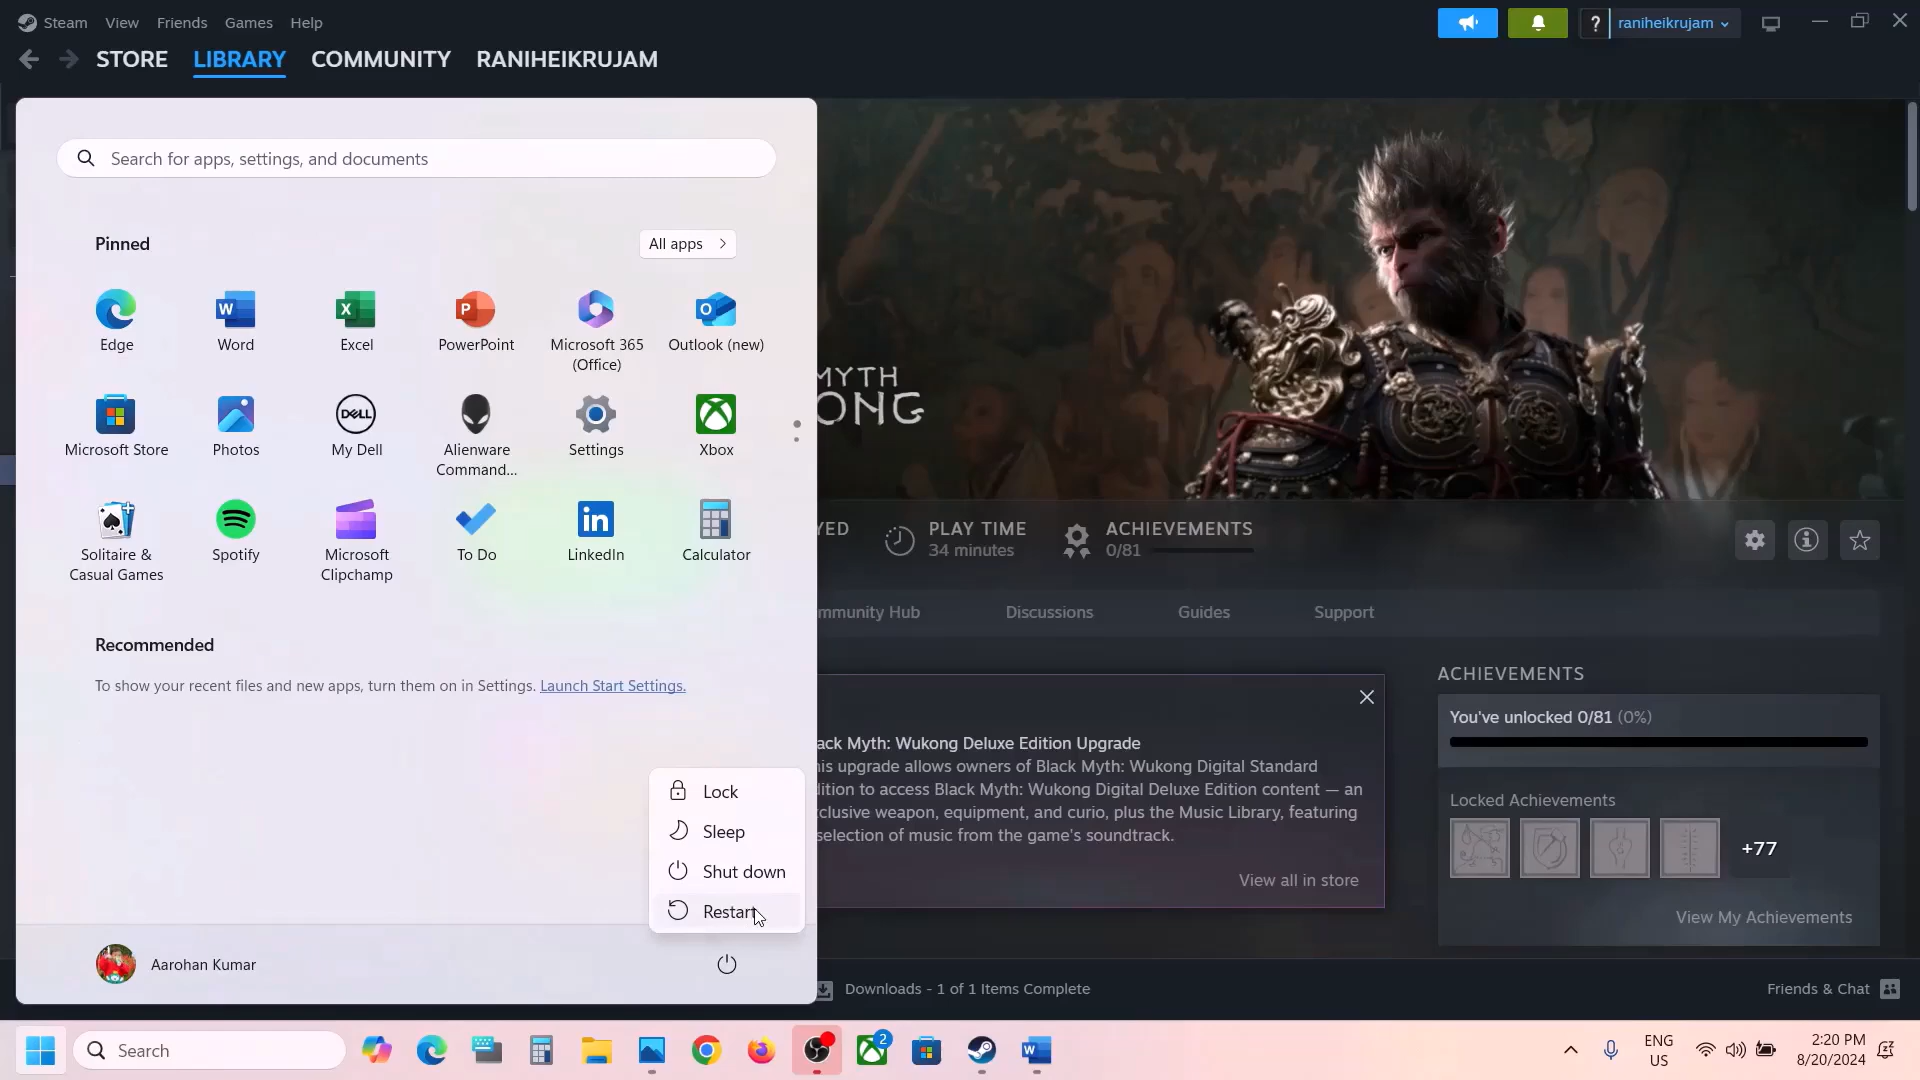 Steam View Friends Games Help
raniheikrujam
STORE LIBRARY COMMUNITY RANIHEIKRUJAM
Search for apps, settings, and documents
Pinned
All apps
Edge Word Excel PowerPoint Microsoft 365 Outlook (new)
(Office)
DELL
Microsoft Store Photos My Dell Alienware Settings Xbox
Command...
Solitaire & Spotify Microsoft To Do LinkedIn Calculator
Casual Games Clipchamp
Recommended
To show your recent files and new apps, turn them on in Settings. Launch Start Settings.
Lock
Sleep
Shut down
Restart
Aarohan Kumar
MYTH
ONG
YED
PLAY TIME
34 minutes
ACHIEVEMENTS
0/81
mmunity Hub Discussions Guides Support
ack Myth: Wukong Deluxe Edition Upgrade
his upgrade allows owners of Black Myth: Wukong Digital Standard
dition to access Black Myth: Wukong Digital Deluxe Edition content — an
xclusive weapon, equipment, and curio, plus the Music Library, featuring
selection of music from the game's soundtrack.
View all in store
ACHIEVEMENTS
You've unlocked 0/81 (0%)
Locked Achievements
+77
View My Achievements
Downloads - 1 of 1 Items Complete
Friends & Chat
Search
2
ENG
US
2:20 PM
8/20/2024